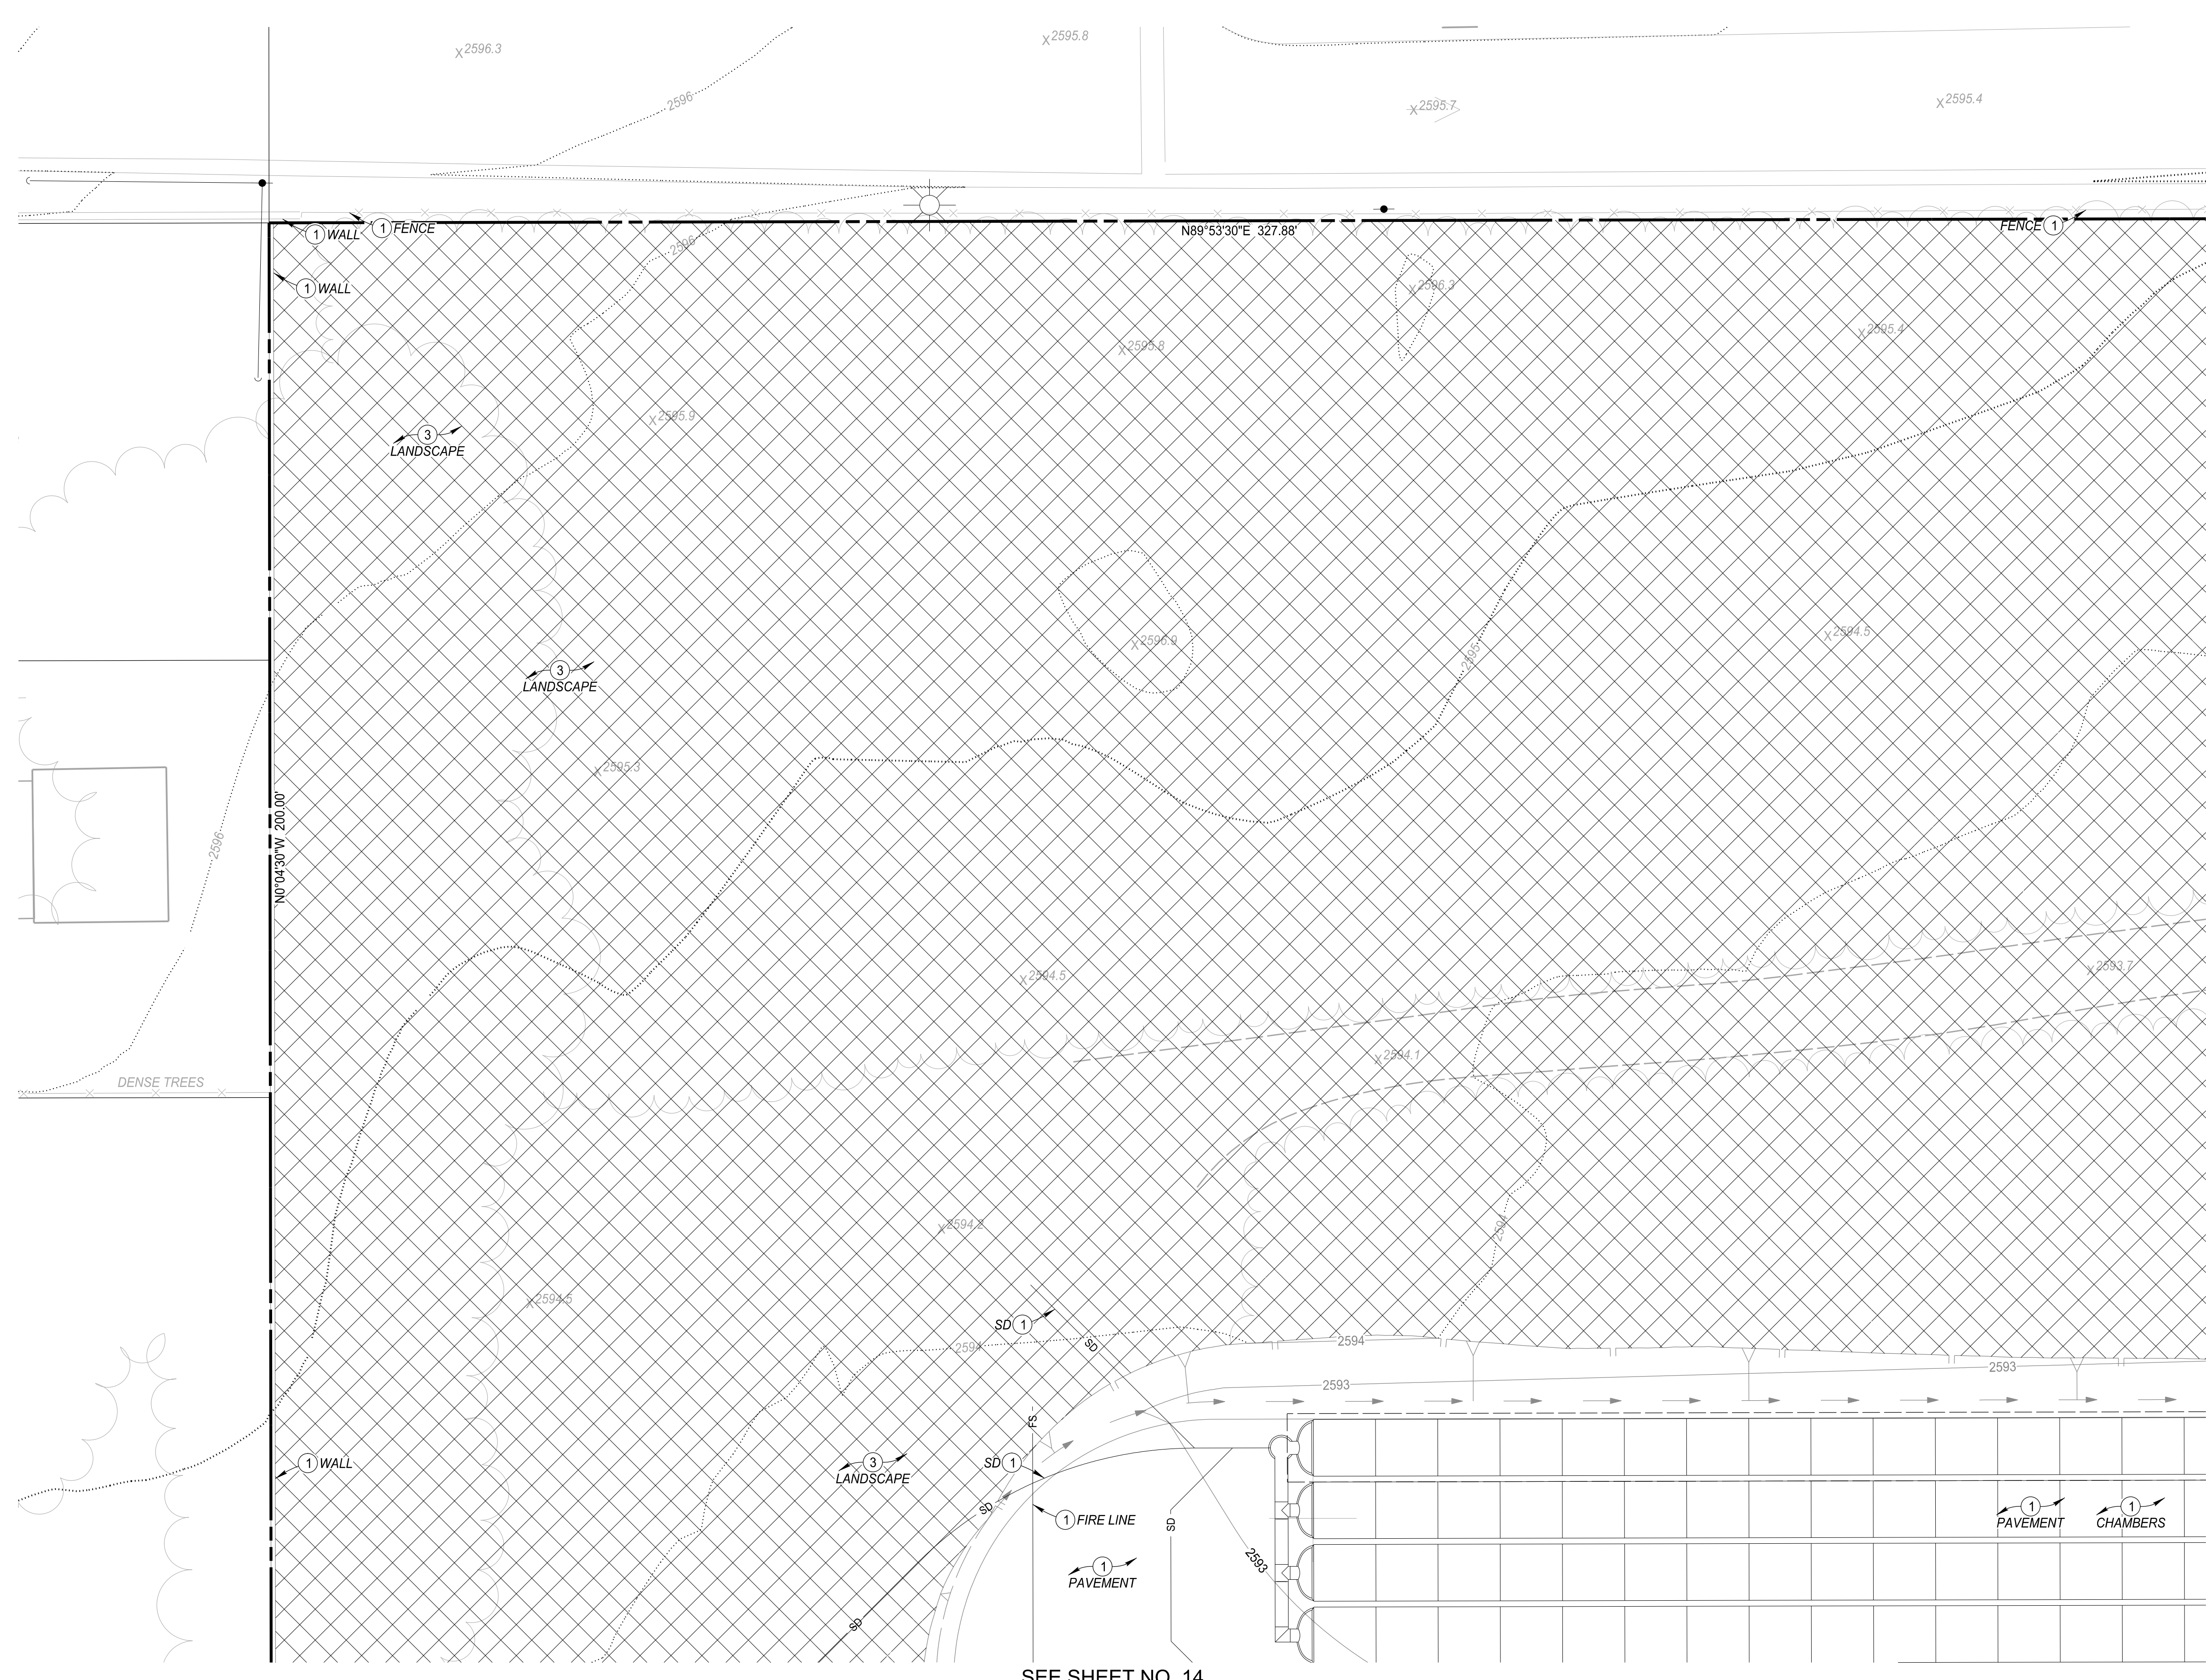 2596.3
2595.8
2596
2595.7
2595.4
1 WALL
1 FENCE
N89°53'30"E 327.88'
FENCE 1
2596
1 WALL
2596.3
2595.4
2595.8
2595.9
3
LANDSCAPE
2594.5
2596.9
2595
3
LANDSCAPE
2595.3
N0°04'30"W 200.00'
2596
2594.5
2593.7
2594.1
DENSE TREES
2594.2
2594
2594.5
SD 1
SD
2594
2594
2593
2593
FS
1 WALL
3
LANDSCAPE
SD 1
SD
1 FIRE LINE
SD
1
PAVEMENT
1
CHAMBERS
2593
1
PAVEMENT
SD
SEE SHEET NO. 14